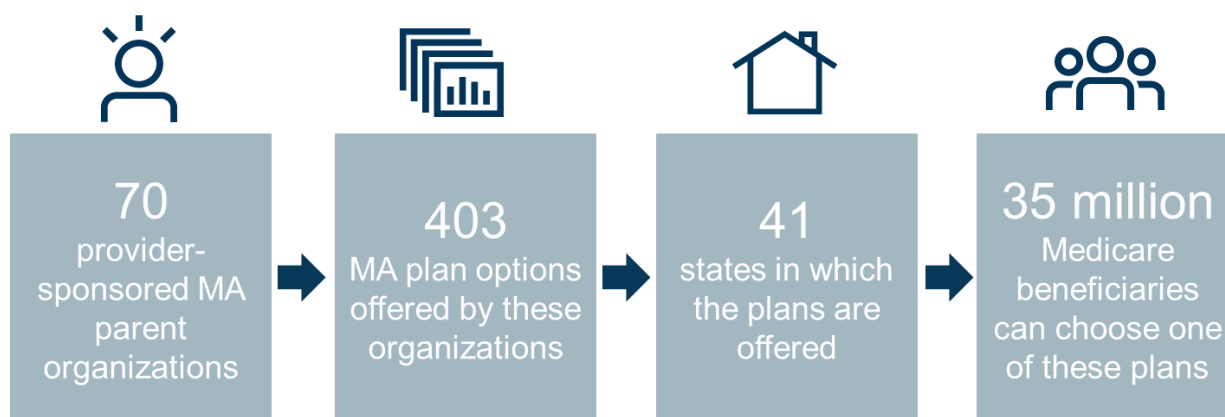 70
provider-
sponsored MA
parent
organizations
403
MA plan options
offered by these
organizations
41
states in which
the plans are
offered
35 million
Medicare
beneficiaries
can choose one
of these plans